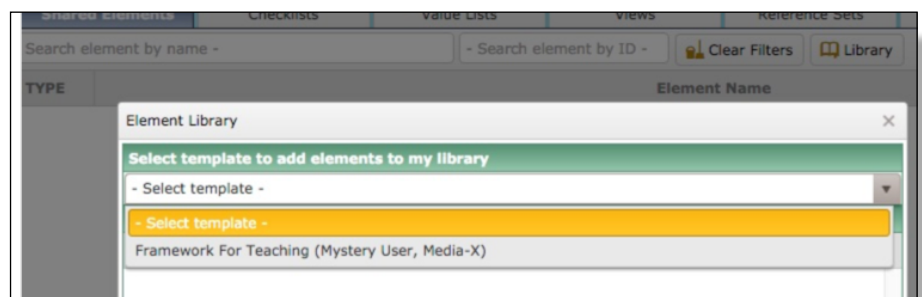 Shared Elements Checklists Value Lists Views Reference Sets
Search element by name - - Search element by ID - Clear Filters Library
TYPE Element Name
Element Library
Select template to add elements to my library
- Select template -
- Select template -
Framework For Teaching (Mystery User, Media-X)